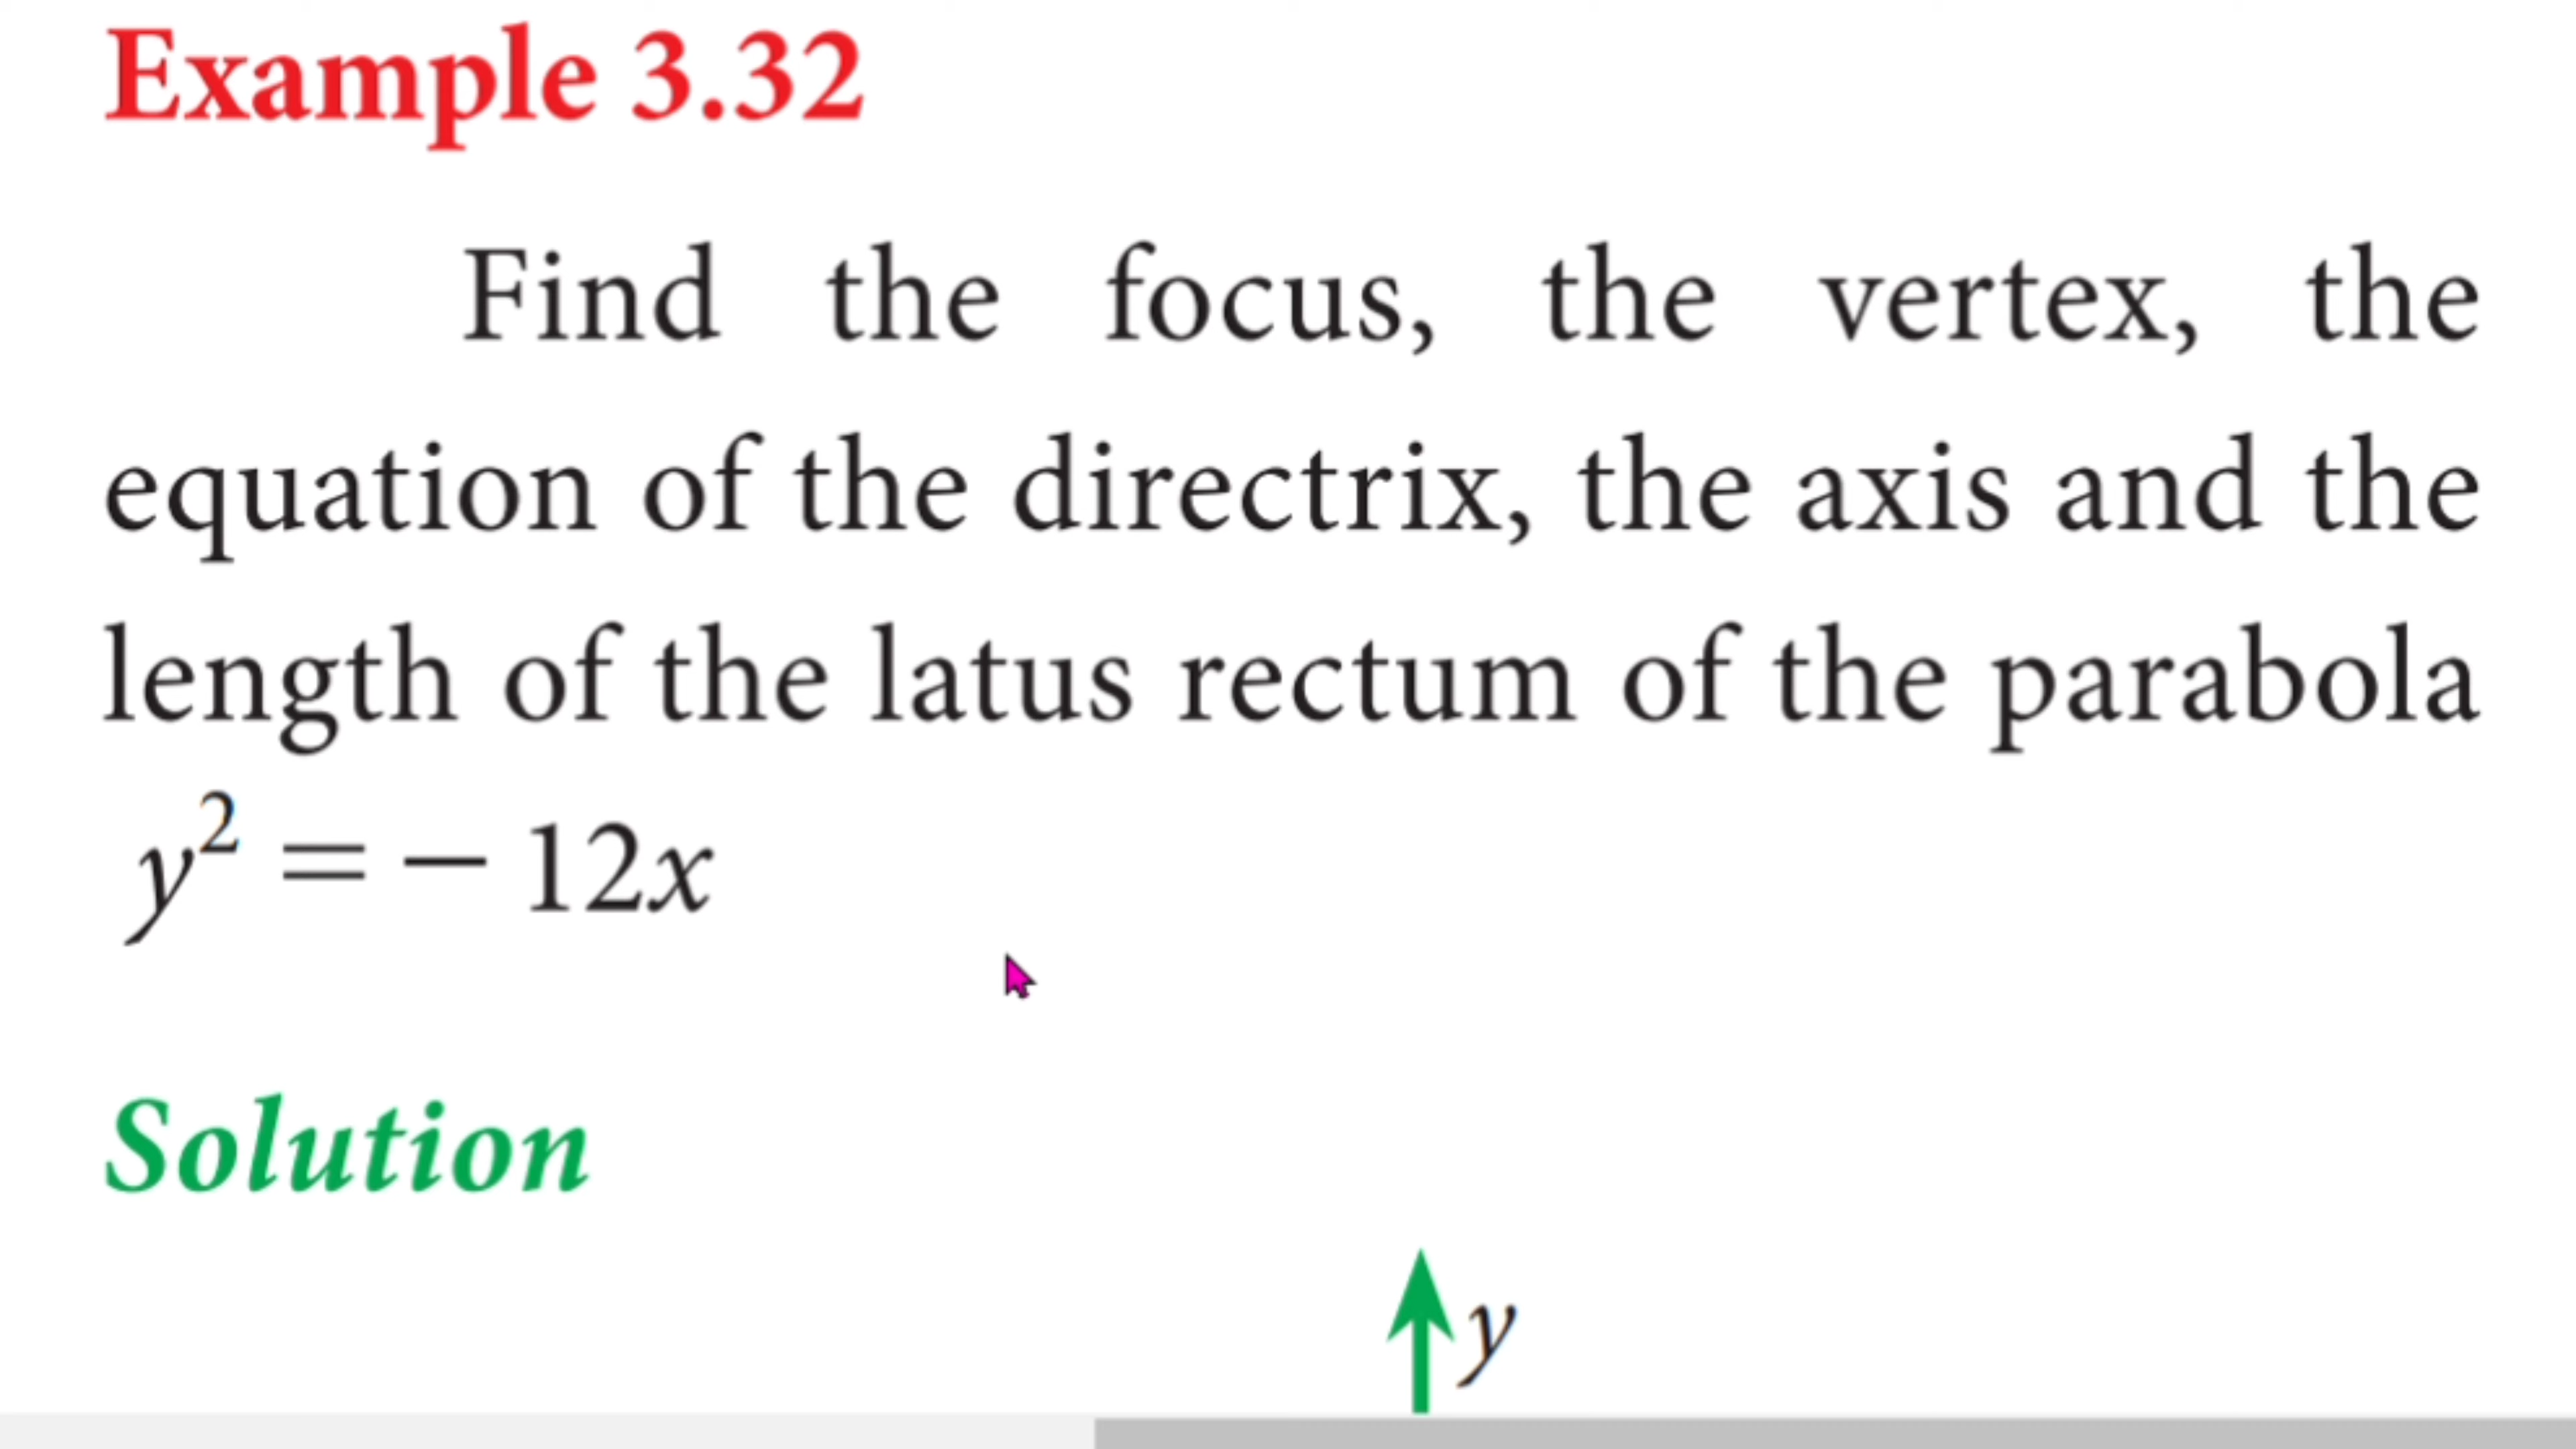 Example 3.32
Find the focus, the vertex, the
equation of the directrix, the axis and the
length of the latus rectum of the parabola
y² = − 12x
Solution
y